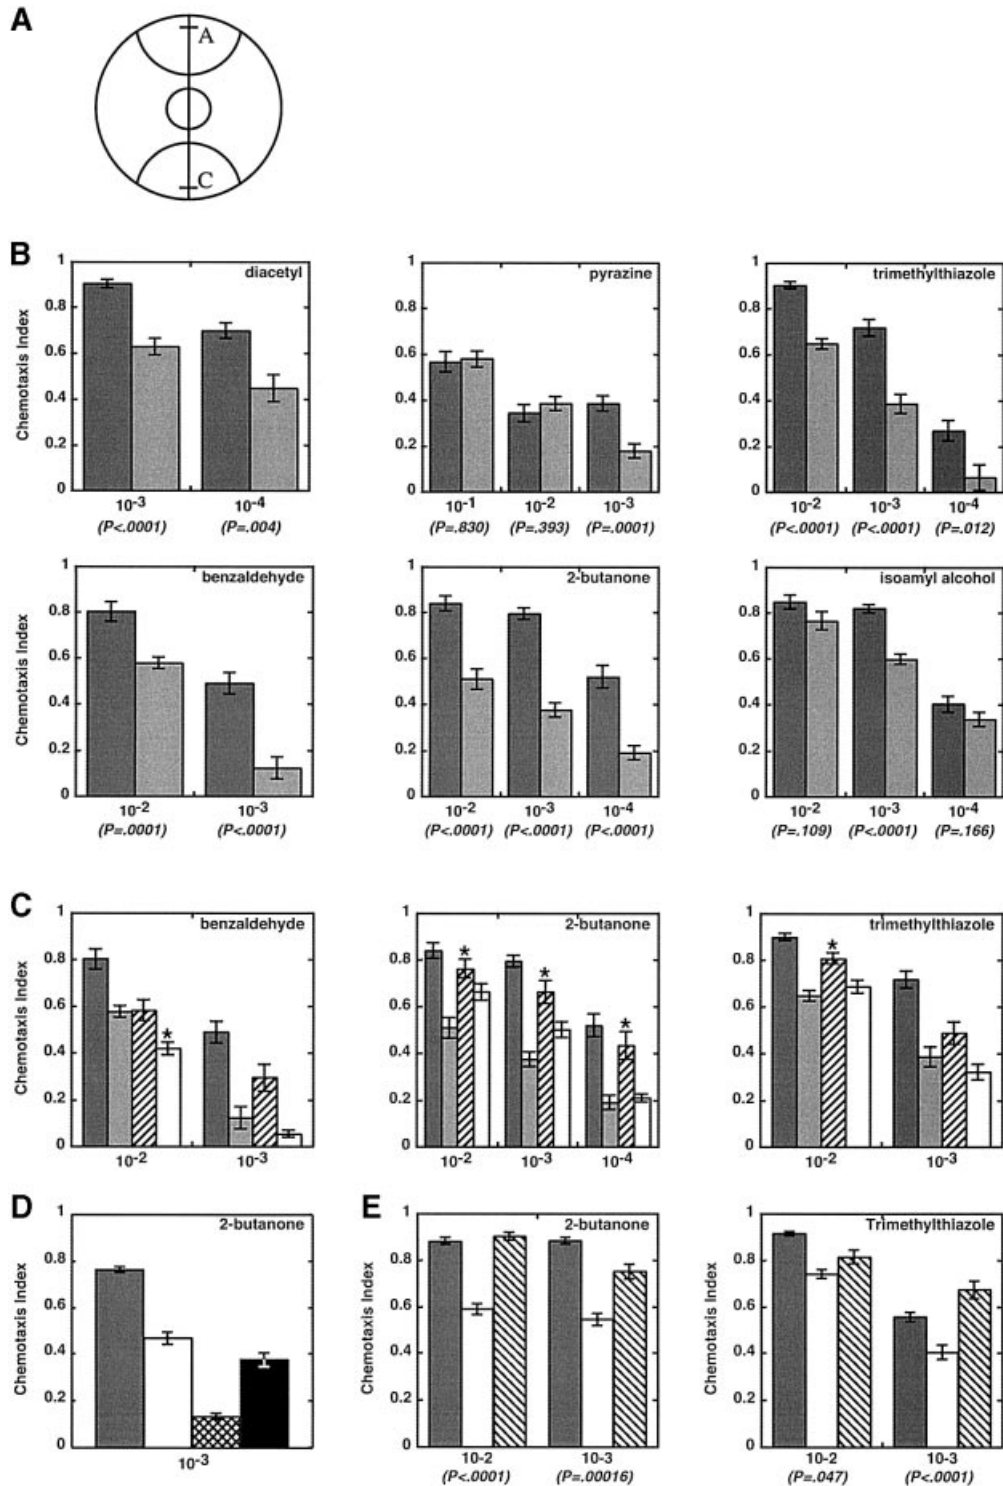 A
A
C
B
Chemotaxis Index
1
0.8
0.6
0.4
0.2
0
diacetyl
10-3
10-4
(P<.0001)
(P=.004)
1
0.8
0.6
0.4
0.2
0
pyrazine
10-1
10-2
10-3
(P=.830)
(P=.393)
(P=.0001)
1
0.8
0.6
0.4
0.2
0
trimethylthiazole
10-2
10-3
10-4
(P<.0001)
(P<.0001)
(P=.012)
Chemotaxis Index
1
0.8
0.6
0.4
0.2
0
benzaldehyde
10-2
10-3
(P=.0001)
(P<.0001)
1
0.8
0.6
0.4
0.2
0
2-butanone
10-2
10-3
10-4
(P<.0001)
(P<.0001)
(P<.0001)
1
0.8
0.6
0.4
0.2
0
isoamyl alcohol
10-2
10-3
10-4
(P=.109)
(P<.0001)
(P=.166)
C
Chemotaxis Index
1
0.8
0.6
0.4
0.2
0
benzaldehyde
*
10-2
10-3
1
0.8
0.6
0.4
0.2
0
2-butanone
*
*
*
10-2
10-3
10-4
1
0.8
0.6
0.4
0.2
0
trimethylthiazole
*
10-2
10-3
D
Chemotaxis Index
1
0.8
0.6
0.4
0.2
0
2-butanone
10-3
E
Chemotaxis Index
1
0.8
0.6
0.4
0.2
0
2-butanone
10-2
10-3
(P<.0001)
(P=.00016)
Chemotaxis Index
1
0.8
0.6
0.4
0.2
0
Trimethylthiazole
10-2
10-3
(P=.047)
(P<.0001)